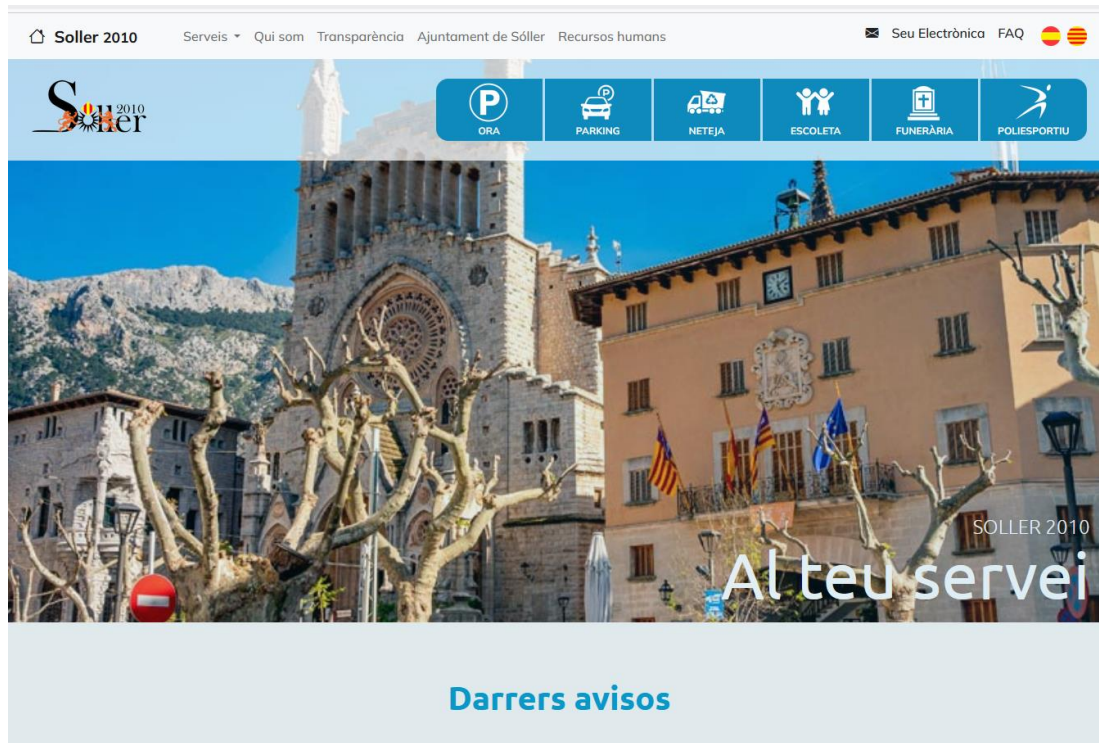 Soller 2010 Serveis Qui som Transparència Ajuntament de Sóller Recursos humans Seu Electrònica FAQ
Soller 2010
P ORA
P PARKING
NETEJA
ESCOLETA
FUNERÀRIA
POLIESPORTIU
SOLLER 2010
Al teu servei
Darrers avisos